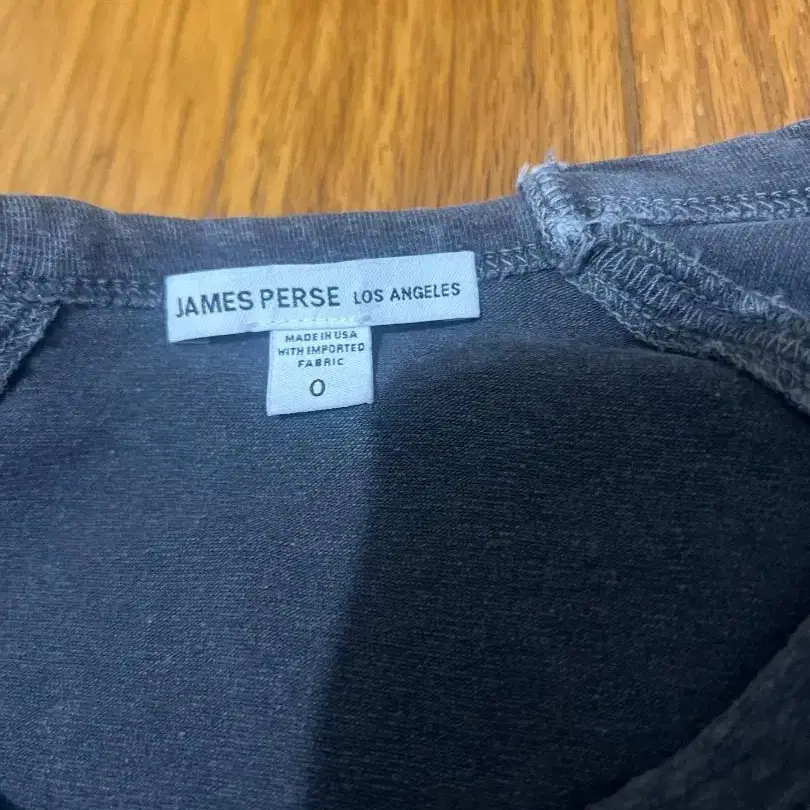 JAMES PERSE LOS ANGELES
MADE IN USA
WITH IMPORTED
FABRIC
0